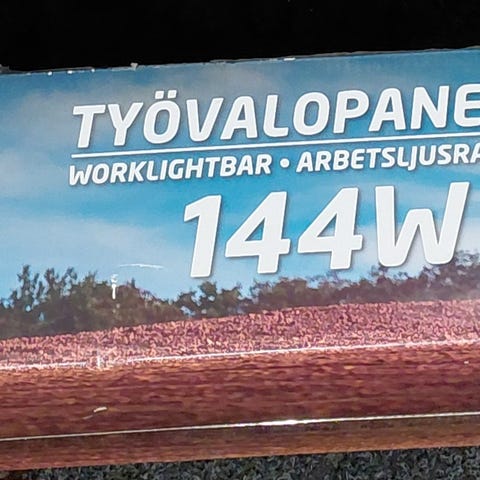 TYÖVALOPANE
WORKLIGHTBAR • ARBETSLJUSRA
144W